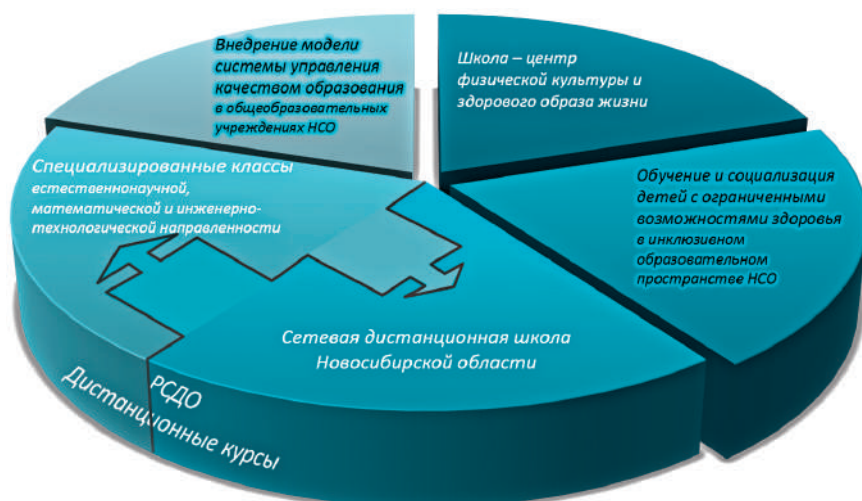 Внедрение модели
системы управления
качеством образования
в общеобразовательных
учреждениях НСО
Школа – центр
физической культуры и
здорового образа жизни
Специализированные классы
естественнонаучной,
математической и инженерно-
технологической направленности
Обучение и социализация
детей с ограниченными
возможностями здоровья
в инклюзивном
образовательном
пространстве НСО
Сетевая дистанционная школа
Новосибирской области
РСДО
Дистанционные курсы